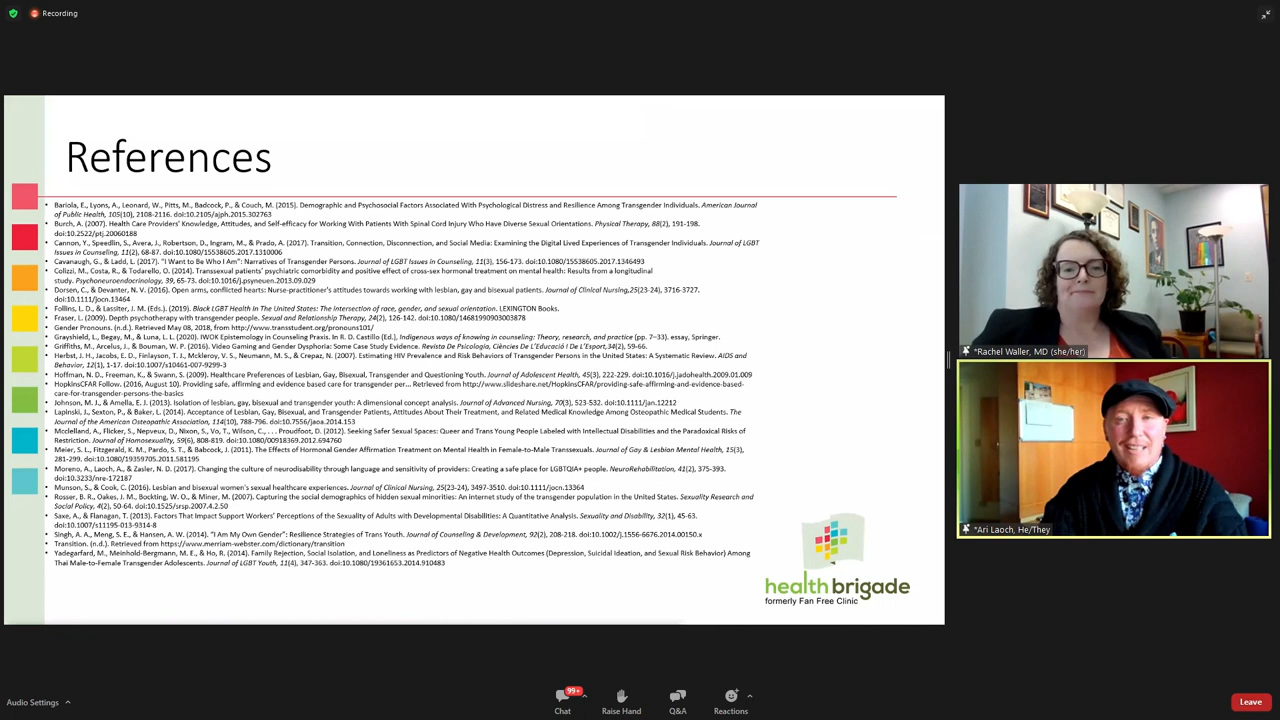 Recording
References
• Bariola, E., Lyons, A., Leonard, W., Pitts, M., Badcock, P., & Couch, M. (2015). Demographic and Psychosocial Factors Associated With Psychological Distress and Resilience Among Transgender Individuals. American Journal
of Public Health, 105(10), 2108-2116. doi:10.2105/ajph.2015.302763
• Burch, A. (2007). Health Care Providers' Knowledge, Attitudes, and Self-efficacy for Working With Patients With Spinal Cord Injury Who Have Diverse Sexual Orientations. Physical Therapy, 88(2), 191-198.
doi:10.2522/ptj.20060188
• Cannon, Y., Speedlin, S., Avera, J., Robertson, D., Ingram, M., & Prado, A. (2017). Transition, Connection, Disconnection, and Social Media: Examining the Digital Lived Experiences of Transgender Individuals. Journal of LGBT
Issues in Counseling, 11(2), 68-87. doi:10.1080/15538605.2017.1310006
• Cavanaugh, G., & Ladd, L. (2017). "I Want to Be Who I Am": Narratives of Transgender Persons. Journal of LGBT Issues in Counseling, 11(3), 156-173. doi:10.1080/15538605.2017.1346493
• Colizzi, M., Costa, R., & Todarello, O. (2014). Transsexual patients' psychiatric comorbidity and positive effect of cross-sex hormonal treatment on mental health: Results from a longitudinal
study. Psychoneuroendocrinology, 39, 65-73. doi:10.1016/j.psyneuen.2013.09.029
• Dorsen, C., & Devanter, N. V. (2016). Open arms, conflicted hearts: Nurse-practitioner's attitudes towards working with lesbian, gay and bisexual patients. Journal of Clinical Nursing,25(23-24), 3716-3727.
doi:10.1111/jocn.13464
• Follins, L. D., & Lassiter, J. M. (Eds.). (2019). Black LGBT Health In The United States: The intersection of race, gender, and sexual orientation. LEXINGTON Books.
• Fraser, L. (2009). Depth psychotherapy with transgender people. Sexual and Relationship Therapy, 24(2), 126-142. doi:10.1080/14681990903003878
• Gender Pronouns. (n.d.). Retrieved May 08, 2018, from http://www.transstudent.org/pronouns101/
• Grayshield, L., Begay, M., & Luna, L. L. (2020). IWOK Epistemology in Counseling Praxis. In R. D. Castillo (Ed.), Indigenous ways of knowing in counseling: Theory, research, and practice (pp. 7–33). essay, Springer.
• Griffiths, M., Arcelus, J., & Bouman, W. P. (2016). Video Gaming and Gender Dysphoria: Some Case Study Evidence. Revista De Psicologia, Ciències De L'Educació I De L'Esport, 34(2), 59-66.
• Herbst, J. H., Jacobs, E. D., Finlayson, T. J., Mckleroy, V. S., Neumann, M. S., & Crepaz, N. (2007). Estimating HIV Prevalence and Risk Behaviors of Transgender Persons in the United States: A Systematic Review. AIDS and
Behavior, 12(1), 1-17. doi:10.1007/s10461-007-9299-3
• Hoffman, N. D., Freeman, K., & Swann, S. (2009). Healthcare Preferences of Lesbian, Gay, Bisexual, Transgender and Questioning Youth. Journal of Adolescent Health, 45(3), 222-229. doi:10.1016/j.jadohealth.2009.01.009
• HopkinsCFAR Follow. (2016, August 10). Providing safe, affirming and evidence based care for transgender per... Retrieved from http://www.slideshare.net/HopkinsCFAR/providing-safe-affirming-and-evidence-based-
care-for-transgender-persons-the-basics
• Johnson, M. J., & Amella, E. J. (2013). Isolation of lesbian, gay, bisexual and transgender youth: A dimensional concept analysis. Journal of Advanced Nursing, 70(3), 523-532. doi:10.1111/jan.12212
• Lapinski, J., Sexton, P., & Baker, L. (2014). Acceptance of Lesbian, Gay, Bisexual, and Transgender Patients, Attitudes About Their Treatment, and Related Medical Knowledge Among Osteopathic Medical Students. The
Journal of the American Osteopathic Association, 114(10), 788-796. doi:10.7556/jaoa.2014.153
• Mcclelland, A., Flicker, S., Nepveux, D., Nixon, S., Vo, T., Wilson, C., . . . Proudfoot, D. (2012). Seeking Safer Sexual Spaces: Queer and Trans Young People Labeled with Intellectual Disabilities and the Paradoxical Risks of
Restriction. Journal of Homosexuality, 59(6), 808-819. doi:10.1080/00918369.2012.694760
• Meier, S. L., Fitzgerald, K. M., Pardo, S. T., & Babcock, J. (2011). The Effects of Hormonal Gender Affirmation Treatment on Mental Health in Female-to-Male Transsexuals. Journal of Gay & Lesbian Mental Health, 15(3),
281-299. doi:10.1080/19359705.2011.581195
• Moreno, A., Laoch, A., & Zasler, N. D. (2017). Changing the culture of neurodisability through language and sensitivity of providers: Creating a safe place for LGBTQIA+ people. NeuroRehabilitation, 41(2), 375-393.
doi:10.3233/nre-172187
• Munson, S., & Cook, C. (2016). Lesbian and bisexual women's sexual healthcare experiences. Journal of Clinical Nursing, 25(23-24), 3497-3510. doi:10.1111/jocn.13364
• Rosser, B. R., Oakes, J. M., Bockting, W. O., & Miner, M. (2007). Capturing the social demographics of hidden sexual minorities: An internet study of the transgender population in the United States. Sexuality Research and
Social Policy, 4(2), 50-64. doi:10.1525/srsp.2007.4.2.50
• Saxe, A., & Flanagan, T. (2013). Factors That Impact Support Workers' Perceptions of the Sexuality of Adults with Developmental Disabilities: A Quantitative Analysis. Sexuality and Disability, 32(1), 45-63.
doi:10.1007/s11195-013-9314-8
• Singh, A. A., Meng, S. E., & Hansen, A. W. (2014). "I Am My Own Gender": Resilience Strategies of Trans Youth. Journal of Counseling & Development, 92(2), 208-218. doi:10.1002/j.1556-6676.2014.00150.x
• Transition. (n.d.). Retrieved from https://www.merriam-webster.com/dictionary/transition
• Yadegarfard, M., Meinhold-Bergmann, M. E., & Ho, R. (2014). Family Rejection, Social Isolation, and Loneliness as Predictors of Negative Health Outcomes (Depression, Suicidal Ideation, and Sexual Risk Behavior) Among
Thai Male-to-Female Transgender Adolescents. Journal of LGBT Youth, 11(4), 347-363. doi:10.1080/19361653.2014.910483
health brigade
formerly Fan Free Clinic
*Rachel Waller, MD (she/her)
*Ari Laoch, He/They
Audio Settings
99+
Chat
Raise Hand
Q&A
Reactions
Leave